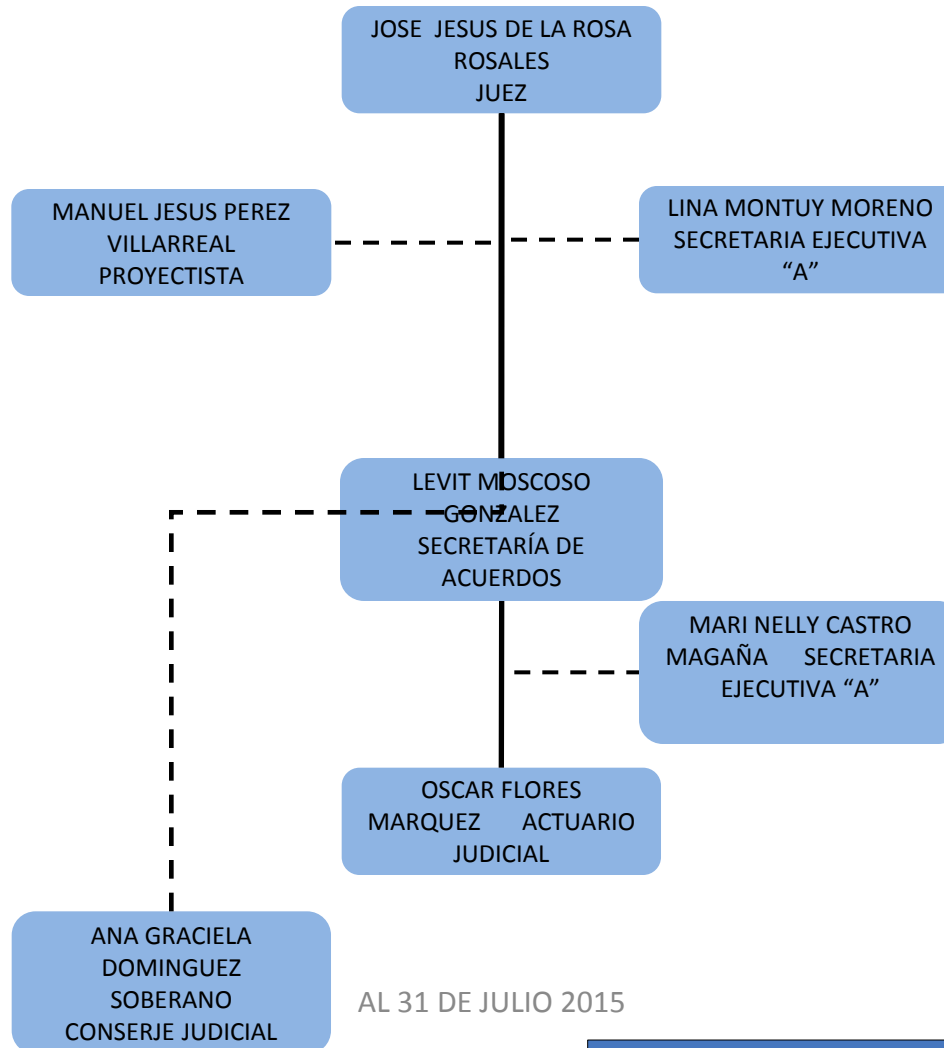 JOSE JESUS DE LA ROSA
ROSALES
JUEZ
MANUEL JESUS PEREZ
VILLARREAL
PROYECTISTA
LINA MONTUY MORENO
SECRETARIA EJECUTIVA
“A”
LEVIT MOSCOSO
GONZALEZ
SECRETARÍA DE
ACUERDOS
MARI NELLY CASTRO
MAGAÑA SECRETARIA
EJECUTIVA “A”
OSCAR FLORES
MARQUEZ ACTUARIO
JUDICIAL
ANA GRACIELA
DOMINGUEZ
SOBERANO
CONSERJE JUDICIAL
AL 31 DE JULIO 2015